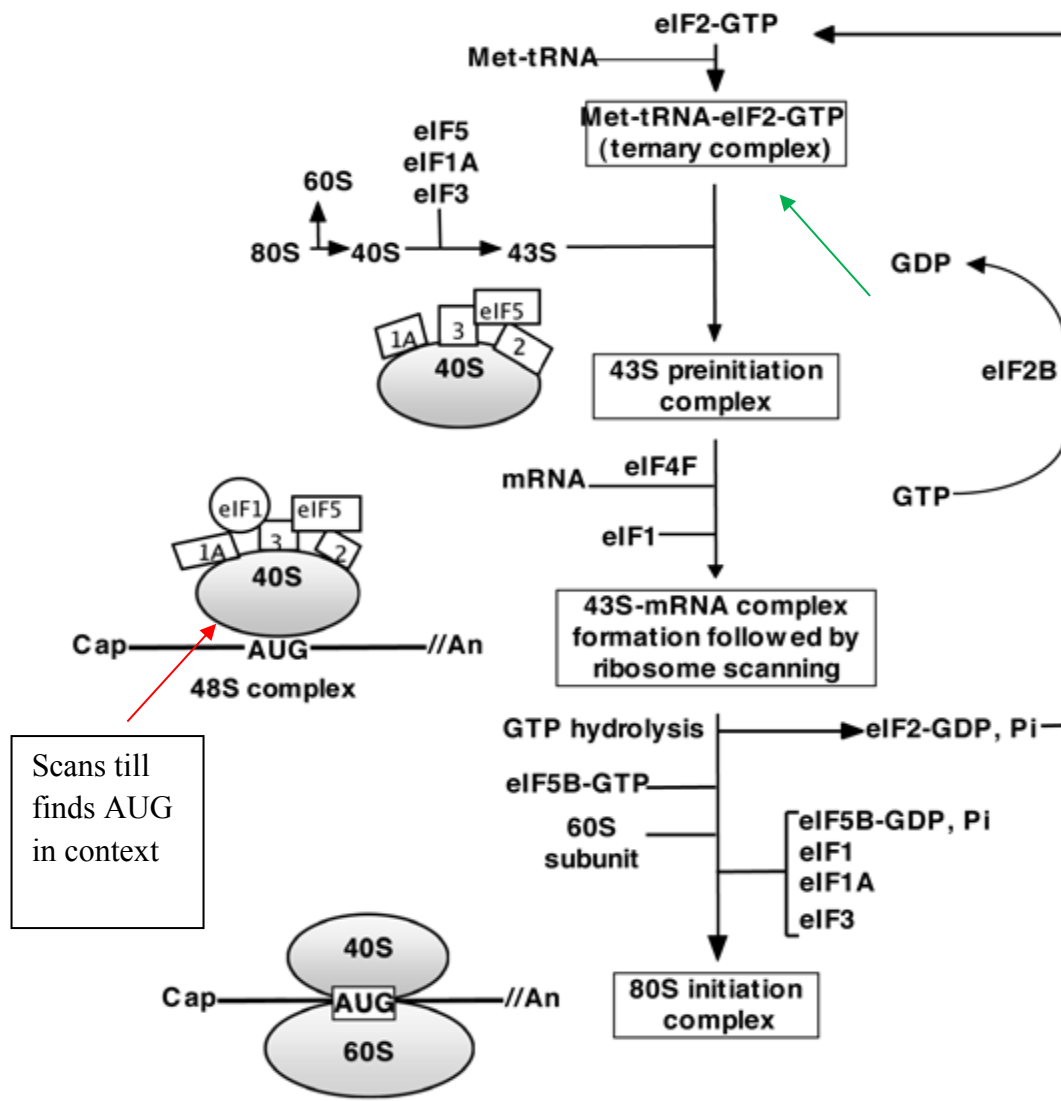 eIF2-GTP
Met-tRNA
Met-tRNA-eIF2-GTP
(ternary complex)
eIF5
eIF1A
eIF3
60S
80S
40S
43S
GDP
eIF2B
GTP
1A
3
eIF5
2
40S
43S preinitiation
complex
mRNA
eIF4F
eIF1
eIF1
eIF5
1A
3
2
40S
Cap
AUG
//An
48S complex
43S-mRNA complex
formation followed by
ribosome scanning
Scans till
finds AUG
in context
GTP hydrolysis
eIF2-GDP, Pi
eIF5B-GTP
60S
subunit
eIF5B-GDP, Pi
eIF1
eIF1A
eIF3
40S
Cap
AUG
//An
60S
80S initiation
complex